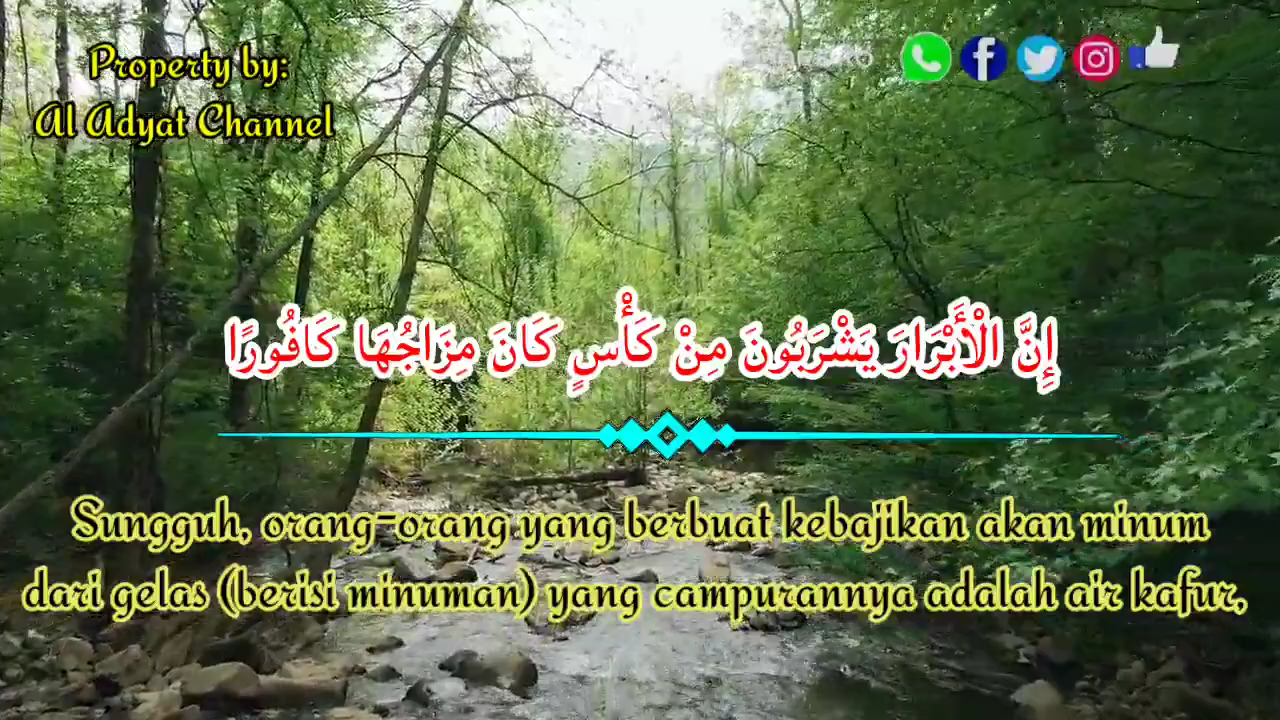 Property by:
Al Adyat Channel
إِنَّ الْأَبْرَارَ يَشْرَبُونَ مِنْ كَأْسٍ كَانَ مِزَاجُهَا كَافُورًا
Sungguh, orang-orang yang berbuat kebajikan akan minum
dari gelas (berisi minuman) yang campurannya adalah air kafur,